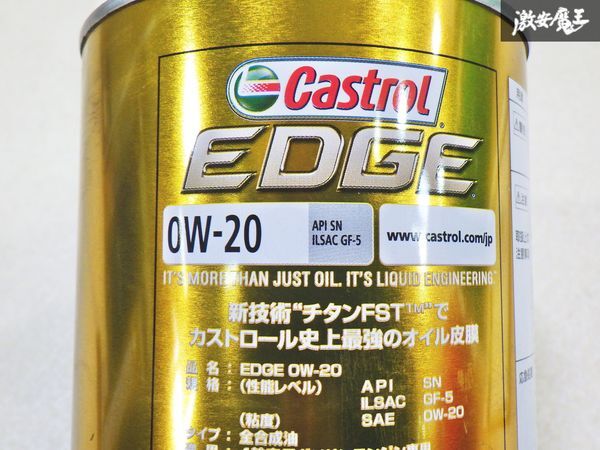 激安魔王
Castrol
EDGE
0W-20
API SN
ILSAC GF-5
www.castrol.com/jp
IT'S MORE THAN JUST OIL. IT'S LIQUID ENGINEERING.™
新技術“チタンFST™”で
カストロール史上最強のオイル皮膜
品名：EDGE 0W-20
規格：(性能レベル) API SN
ILSAC GF-5
(粘度) SAE 0W-20
タイプ：全合成油